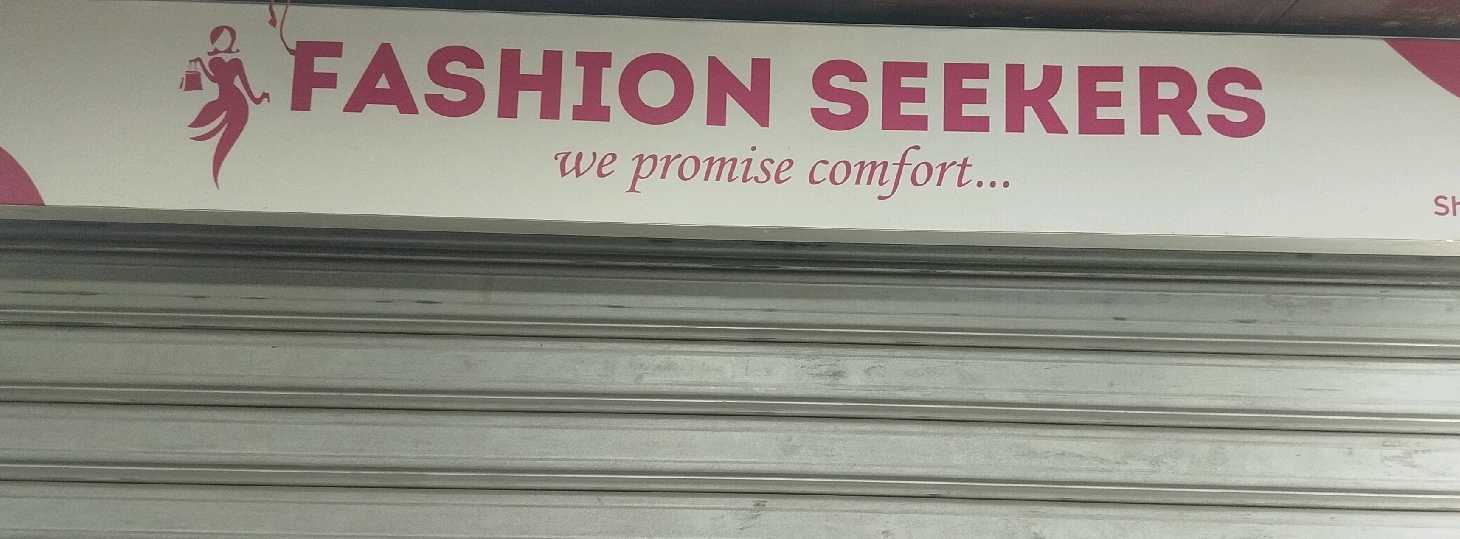 FASHION SEEKERS
we promise comfort...